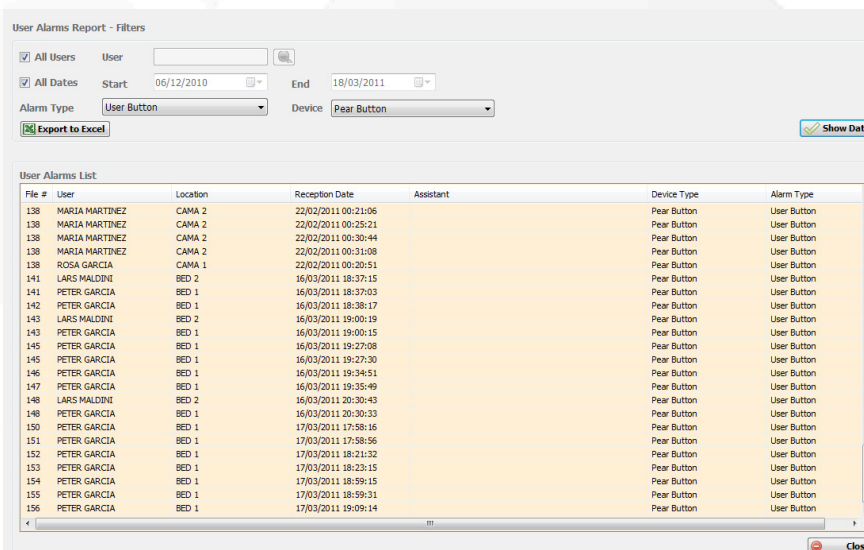 User Alarms Report - Filters
All Users User
All Dates Start 06/12/2010 End 18/03/2011
Alarm Type User Button Device Pear Button
Export to Excel Show Dat
User Alarms List
File # User Location Reception Date Assistant Device Type Alarm Type
138 MARIA MARTINEZ CAMA 2 22/02/2011 00:21:06 Pear Button User Button
138 MARIA MARTINEZ CAMA 2 22/02/2011 00:25:21 Pear Button User Button
138 MARIA MARTINEZ CAMA 2 22/02/2011 00:30:44 Pear Button User Button
138 MARIA MARTINEZ CAMA 2 22/02/2011 00:31:08 Pear Button User Button
138 ROSA GARCIA CAMA 1 22/02/2011 00:20:51 Pear Button User Button
141 LARS MALDINI BED 2 16/03/2011 18:37:15 Pear Button User Button
141 PETER GARCIA BED 1 16/03/2011 18:37:03 Pear Button User Button
142 PETER GARCIA BED 1 16/03/2011 18:38:17 Pear Button User Button
143 LARS MALDINI BED 2 16/03/2011 19:00:19 Pear Button User Button
143 PETER GARCIA BED 1 16/03/2011 19:00:15 Pear Button User Button
145 PETER GARCIA BED 1 16/03/2011 19:27:08 Pear Button User Button
145 PETER GARCIA BED 1 16/03/2011 19:27:30 Pear Button User Button
146 PETER GARCIA BED 1 16/03/2011 19:34:51 Pear Button User Button
147 PETER GARCIA BED 1 16/03/2011 19:35:49 Pear Button User Button
148 LARS MALDINI BED 2 16/03/2011 20:30:43 Pear Button User Button
148 PETER GARCIA BED 1 16/03/2011 20:30:33 Pear Button User Button
150 PETER GARCIA BED 1 17/03/2011 17:58:16 Pear Button User Button
151 PETER GARCIA BED 1 17/03/2011 17:58:56 Pear Button User Button
152 PETER GARCIA BED 1 17/03/2011 18:21:32 Pear Button User Button
153 PETER GARCIA BED 1 17/03/2011 18:23:15 Pear Button User Button
154 PETER GARCIA BED 1 17/03/2011 18:59:15 Pear Button User Button
155 PETER GARCIA BED 1 17/03/2011 18:59:31 Pear Button User Button
156 PETER GARCIA BED 1 17/03/2011 19:09:14 Pear Button User Button
Clos